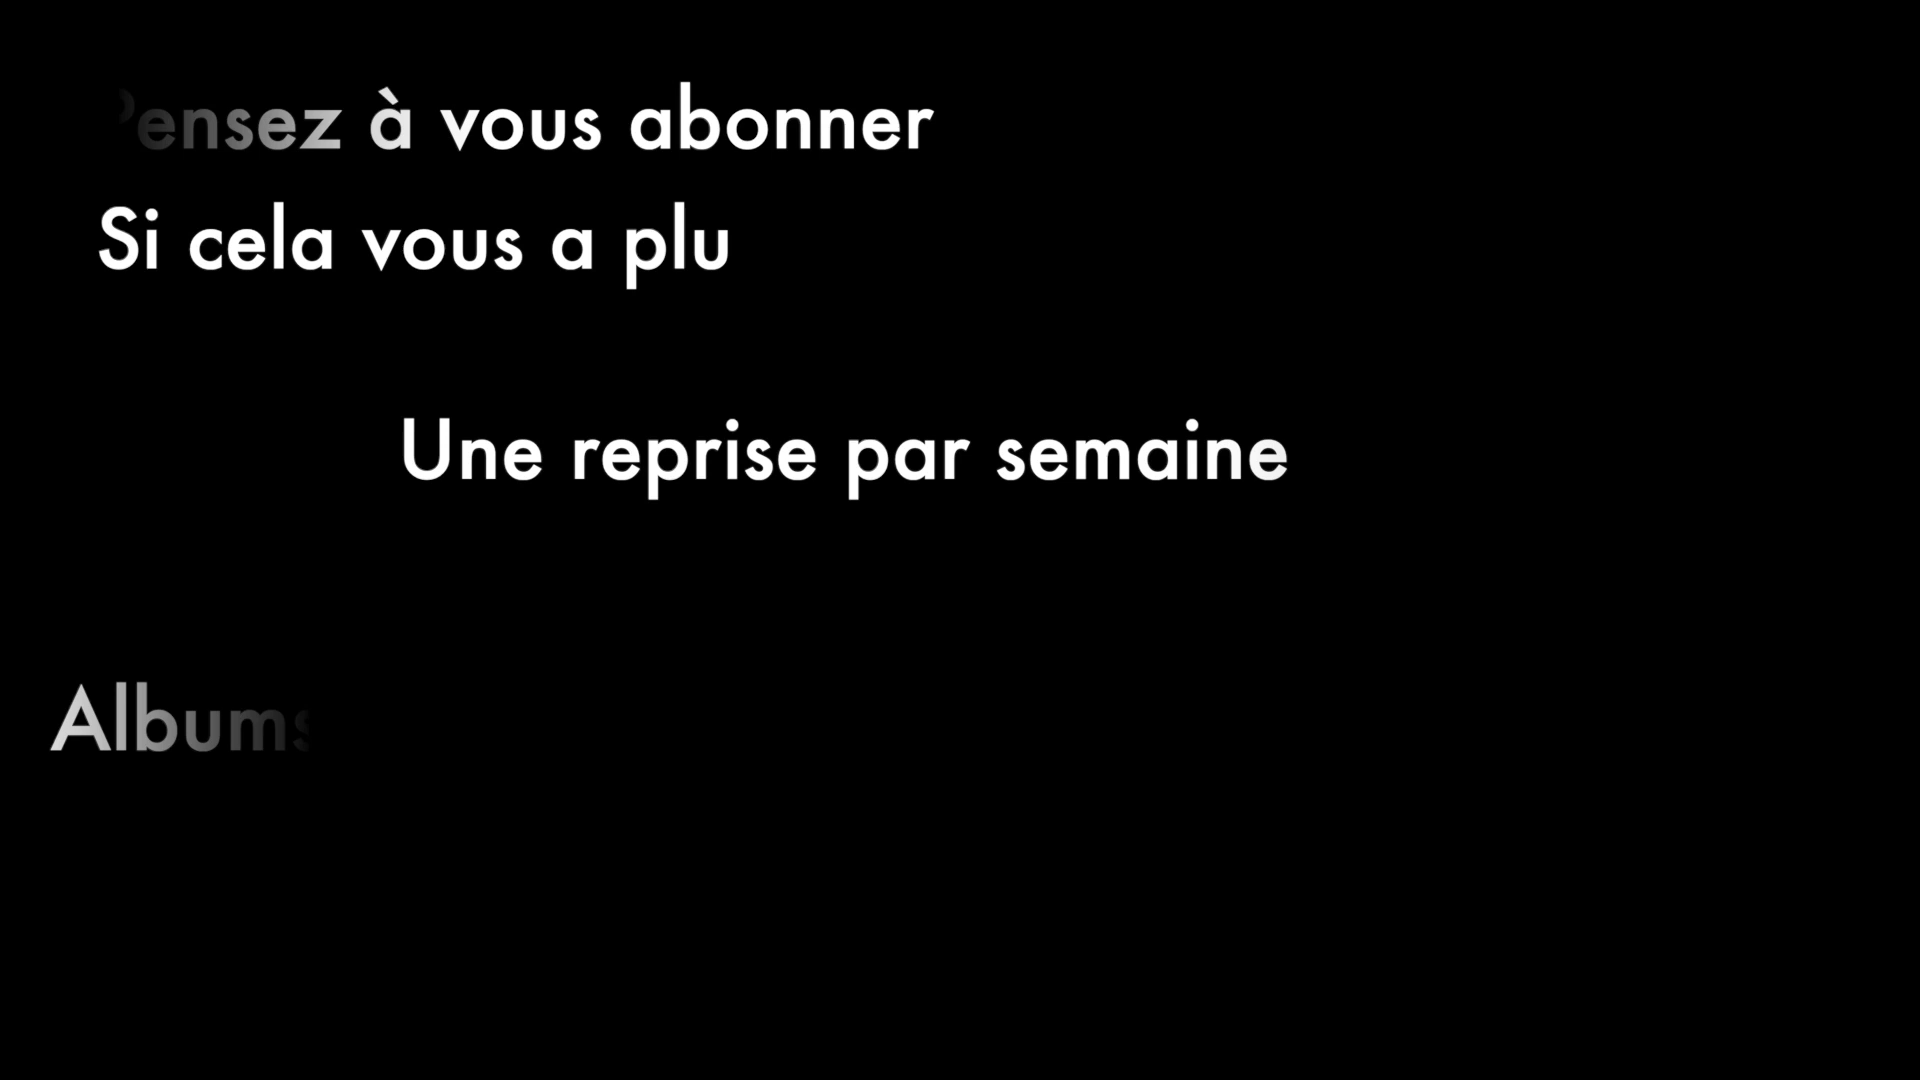 Pensez à vous abonner
Si cela vous a plu
Une reprise par semaine
Albums